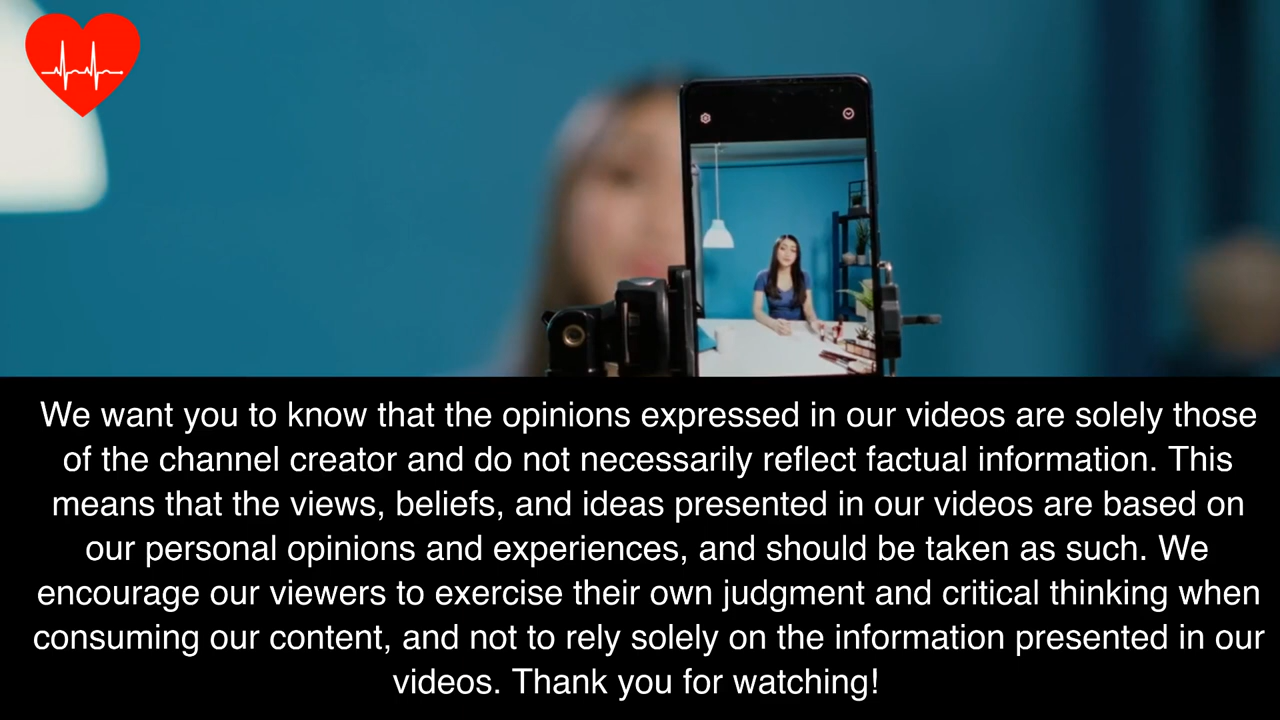 We want you to know that the opinions expressed in our videos are solely those
of the channel creator and do not necessarily reflect factual information. This
means that the views, beliefs, and ideas presented in our videos are based on
our personal opinions and experiences, and should be taken as such. We
encourage our viewers to exercise their own judgment and critical thinking when
consuming our content, and not to rely solely on the information presented in our
videos. Thank you for watching!